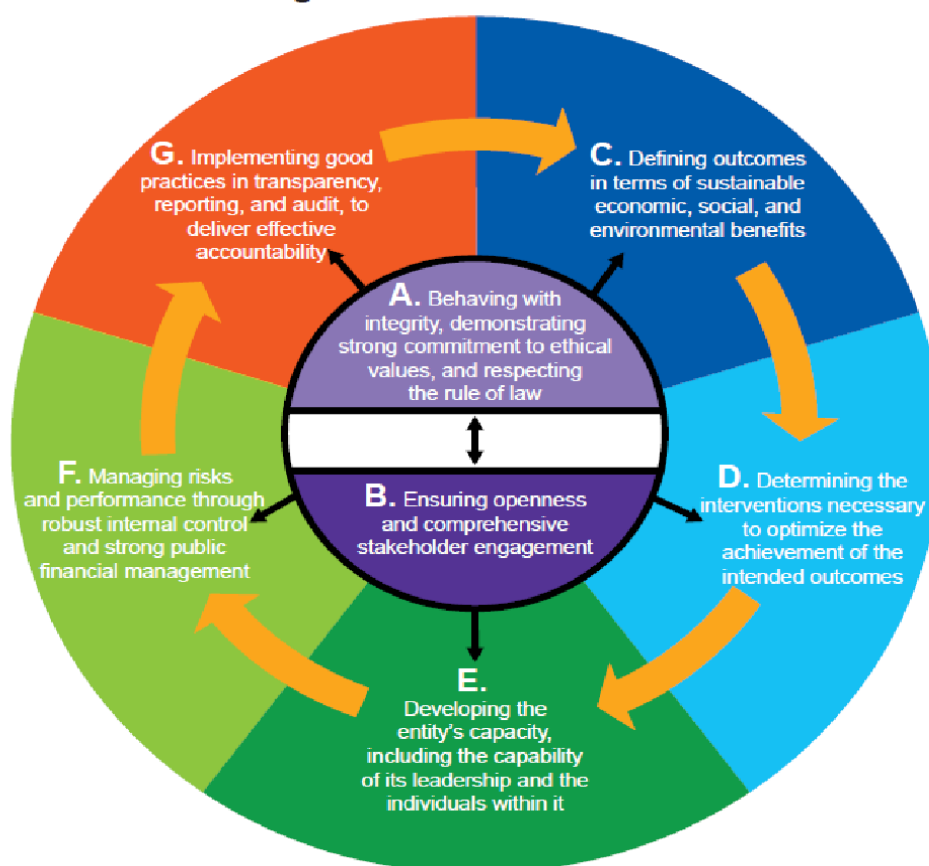 G. Implementing good
practices in transparency,
reporting, and audit, to
deliver effective
accountability
C. Defining outcomes
in terms of sustainable
economic, social, and
environmental benefits
A. Behaving with
integrity, demonstrating
strong commitment to ethical
values, and respecting
the rule of law
F. Managing risks
and performance through
robust internal control
and strong public
financial management
B. Ensuring openness
and comprehensive
stakeholder engagement
D. Determining the
interventions necessary
to optimize the
achievement of the
intended outcomes
E.
Developing the
entity's capacity,
including the capability
of its leadership and the
individuals within it